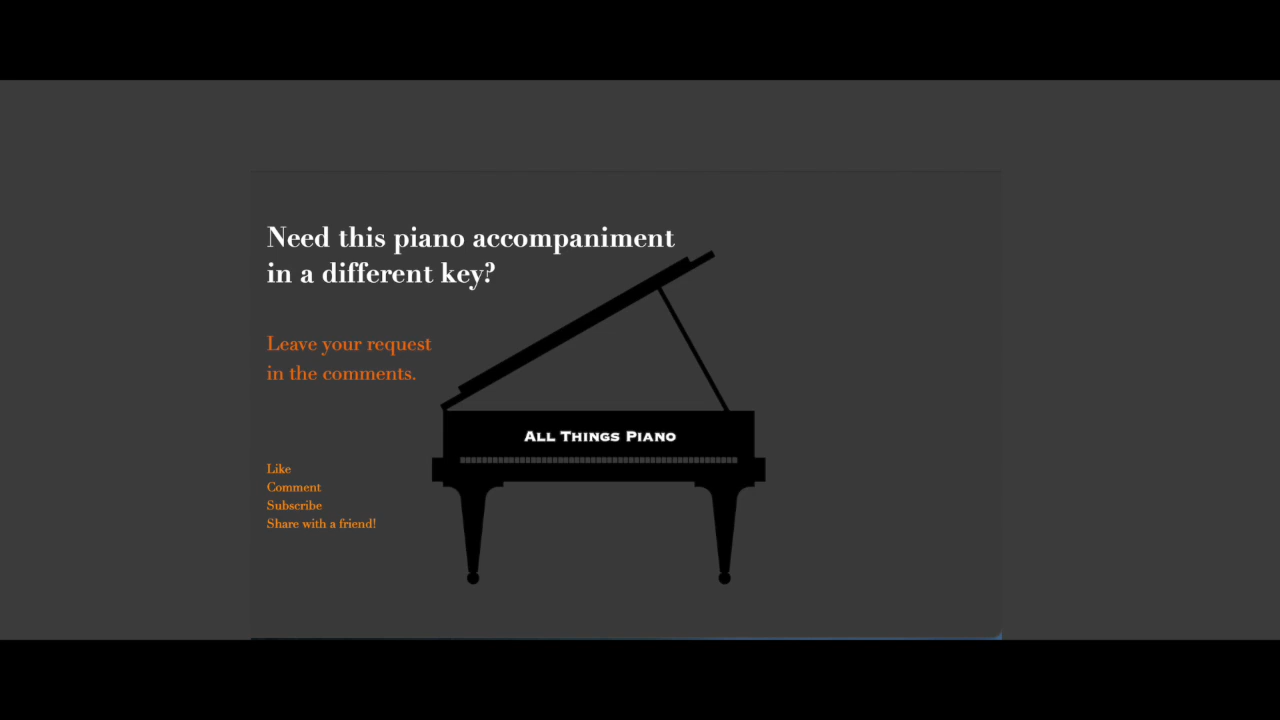 Need this piano accompaniment
in a different key?
Leave your request
in the comments.
All Things Piano
Like
Comment
Subscribe
Share with a friend!